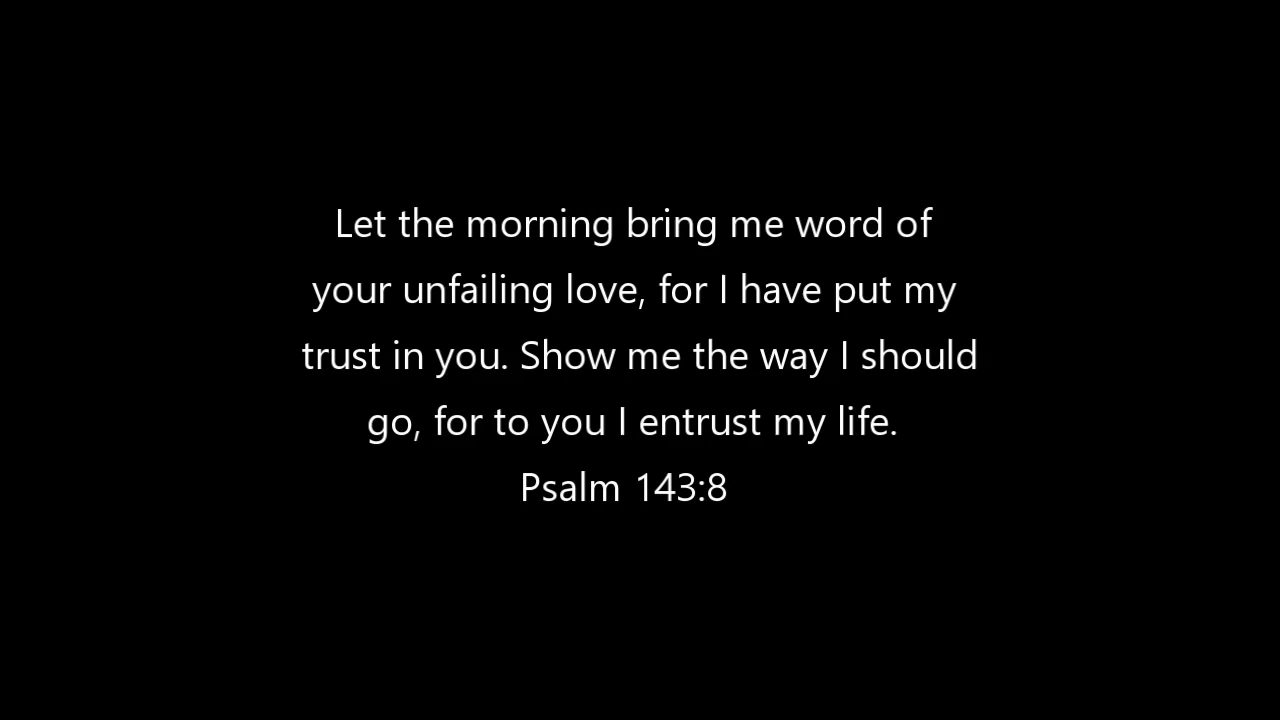 Let the morning bring me word of
your unfailing love, for I have put my
trust in you. Show me the way I should
go, for to you I entrust my life.
Psalm 143:8